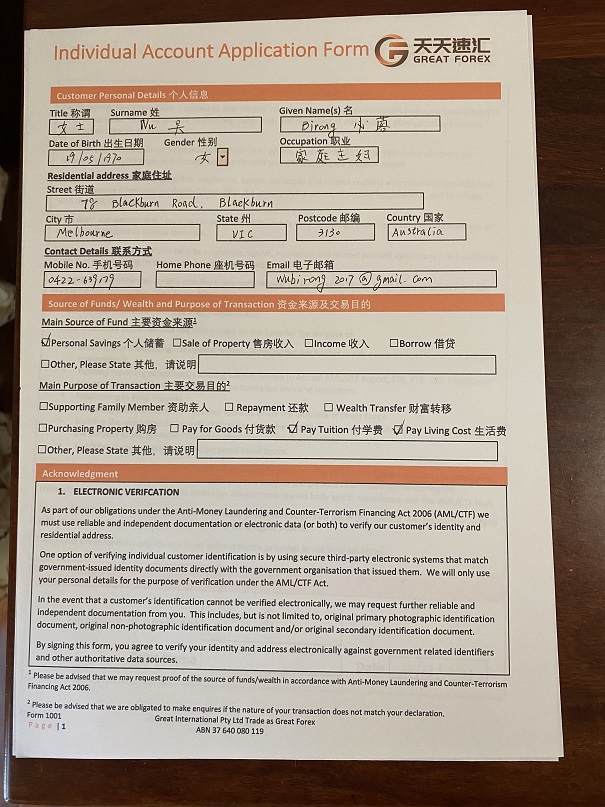 Individual Account Application Form
天天速汇
GREAT FOREX
Customer Personal Details 个人信息
Title 称谓 Surname 姓 Given Name(s) 名
女士 Wu 吴 Birong
Date of Birth 出生日期 Gender 性别 Occupation 职业
19/05/1970 女 家庭主妇
Residential address 家庭住址
Street 街道
78 Blackburn Road, Blackburn
City 市 State 州 Postcode 邮编 Country 国家
Melbourne VIC 3130 Australia
Contact Details 联系方式
Mobile No. 手机号码 Home Phone 座机号码 Email 电子邮箱
0422-639179 Wubirong2017@gmail.com
Source of Funds/ Wealth and Purpose of Transaction 资金来源及交易目的
Main Source of Fund 主要资金来源1
☑Personal Savings 个人储蓄 ☐Sale of Property 售房收入 ☐Income 收入 ☐Borrow 借贷
☐Other, Please State 其他，请说明
Main Purpose of Transaction 主要交易目的2
☐Supporting Family Member 资助亲人 ☐ Repayment 还款 ☐ Wealth Transfer 财富转移
☐Purchasing Property 购房 ☐ Pay for Goods 付货款 ☑ Pay Tuition 付学费 ☑ Pay Living Cost 生活费
☐Other, Please State 其他，请说明
Acknowledgment
1. ELECTRONIC VERIFCATION
As part of our obligations under the Anti-Money Laundering and Counter-Terrorism Financing Act 2006 (AML/CTF) we
must use reliable and independent documentation or electronic data (or both) to verify our customer's identity and
residential address.
One option of verifying individual customer identification is by using secure third-party electronic systems that match
government-issued identity documents directly with the government organisation that issued them. We will only use
your personal details for the purpose of verification under the AML/CTF Act.
In the event that a customer's identification cannot be verified electronically, we may request further reliable and
independent documentation from you. This includes, but is not limited to, original primary photographic identification
document, original non-photographic identification document and/or original secondary identification document.
By signing this form, you agree to verify your identity and address electronically against government related identifiers
and other authoritative data sources.
1 Please be advised that we may request proof of the source of funds/wealth in accordance with Anti-Money Laundering and Counter-Terrorism
Financing Act 2006.
2 Please be advised that we are obligated to make enquires if the nature of your transaction does not match your declaration.
Form 1001 Great International Pty Ltd Trade as Great Forex
Page | 1 ABN 37 640 080 119